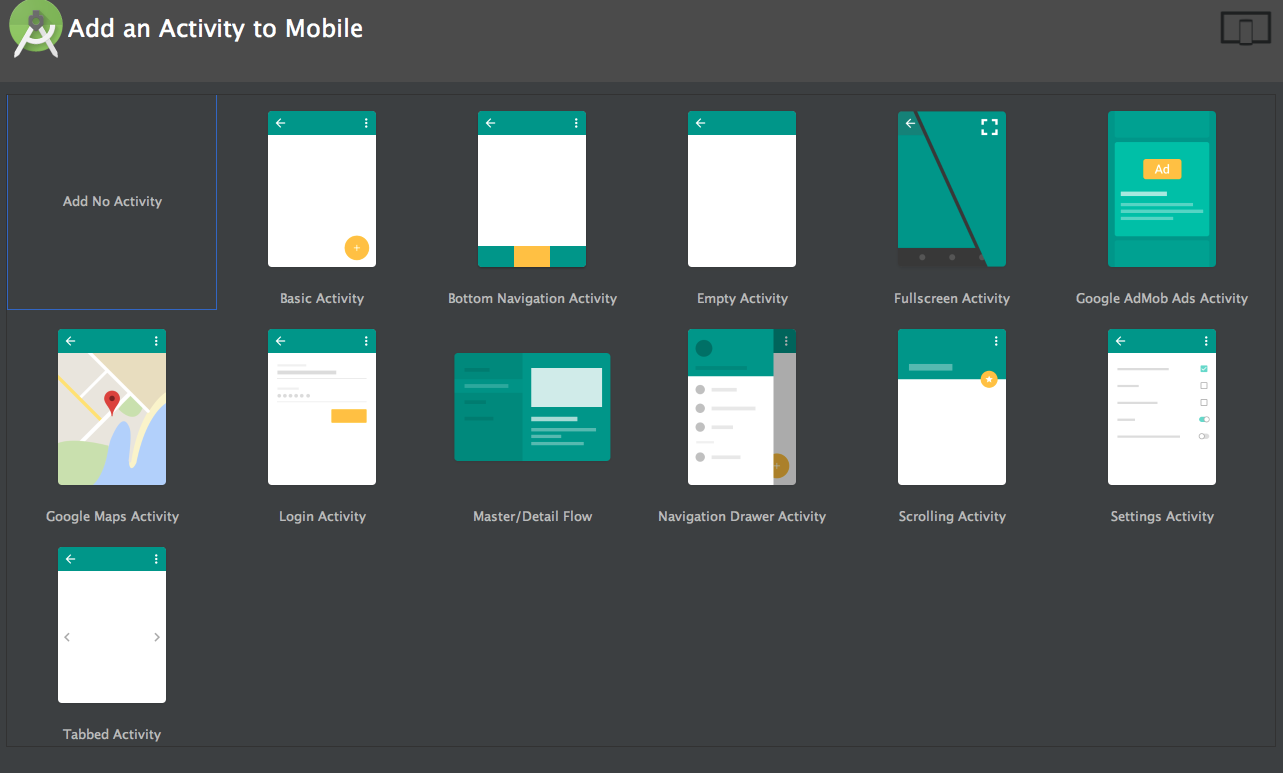 Add an Activity to Mobile
Add No Activity
Basic Activity
Bottom Navigation Activity
Empty Activity
Fullscreen Activity
Ad
Google AdMob Ads Activity
Google Maps Activity
Login Activity
Master/Detail Flow
Navigation Drawer Activity
Scrolling Activity
Settings Activity
Tabbed Activity